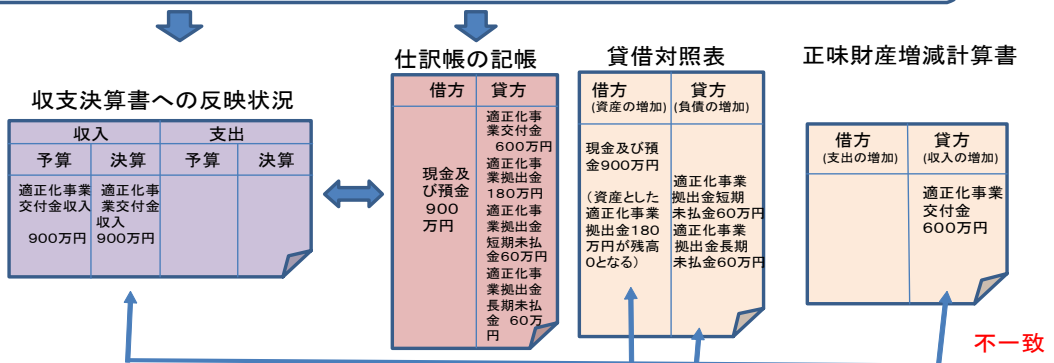 収支決算書への反映状況
収入
支出
予算
決算
予算
決算
適正化事業
交付金収入
900万円
適正化事
業交付金
収入
900万円
仕訳帳の記帳
借方
貸方
現金及
び預金
900
万円
適正化事
業交付金
600万円
適正化事
業拠出金
180万円
適正化事
業拠出金
短期未払
金60万円
適正化事
業拠出金
長期未払
金 60万
円
貸借対照表
借方
(資産の増加)
貸方
(負債の増加)
現金及び預
金900万円
(資産とした
適正化事業
拠出金180
万円が残高
0となる)
適正化事業
拠出金短期
未払金60万円
適正化事業
拠出金長期
未払金60万円
正味財産増減計算書
借方
(支出の増加)
貸方
(収入の増加)
適正化事業
交付金
600万円
不一致